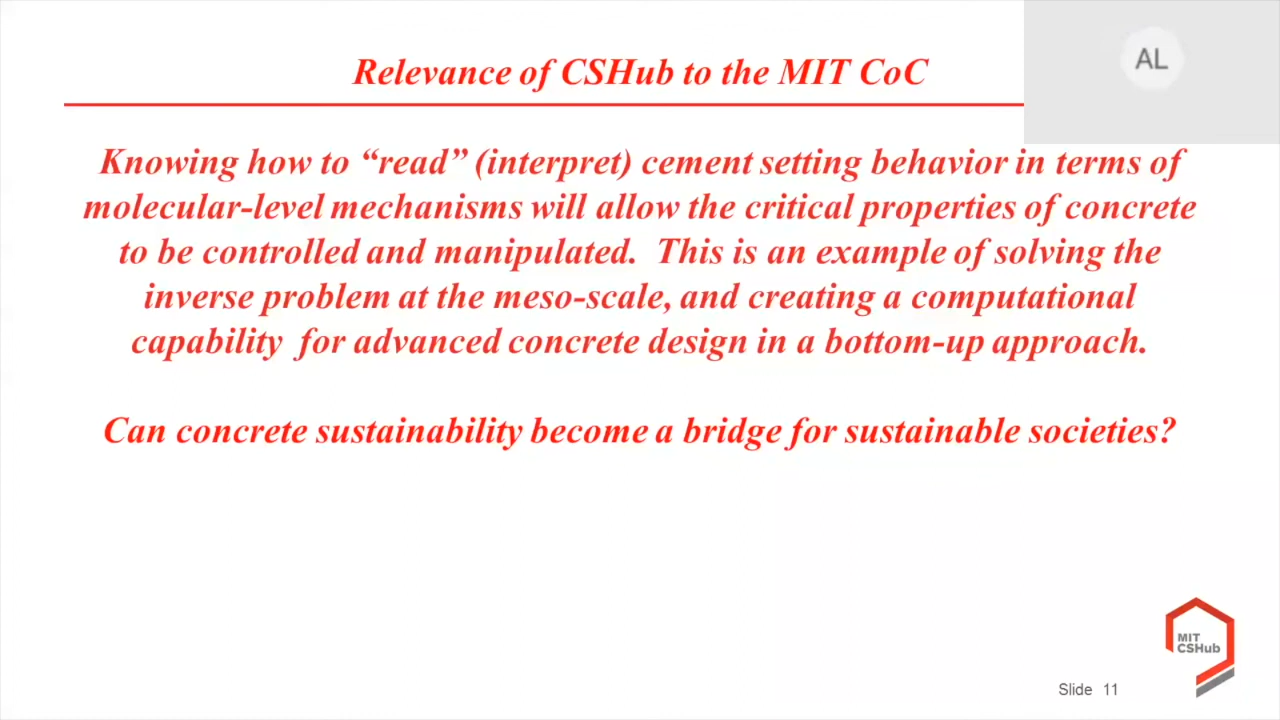 Relevance of CSHub to the MIT CoC
AL
Knowing how to “read” (interpret) cement setting behavior in terms of
molecular-level mechanisms will allow the critical properties of concrete
to be controlled and manipulated.  This is an example of solving the
inverse problem at the meso-scale, and creating a computational
capability  for advanced concrete design in a bottom-up approach.
Can concrete sustainability become a bridge for sustainable societies?
MIT
CSHub
Slide 11